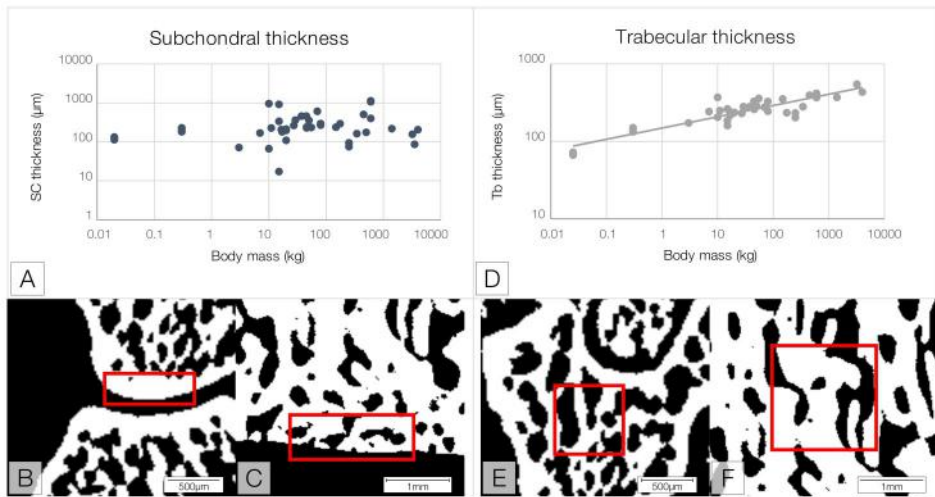 Subchondral thickness
10000
1000
100
10
1
SC thickness (µm)
0.01 0.1 1 10 100 1000 10000
Body mass (kg)
A
Trabecular thickness
1000
100
10
Tb thickness (µm)
0.01 0.1 1 10 100 1000 10000
Body mass (kg)
D
B
500µm
C
1mm
E
500µm
F
1mm